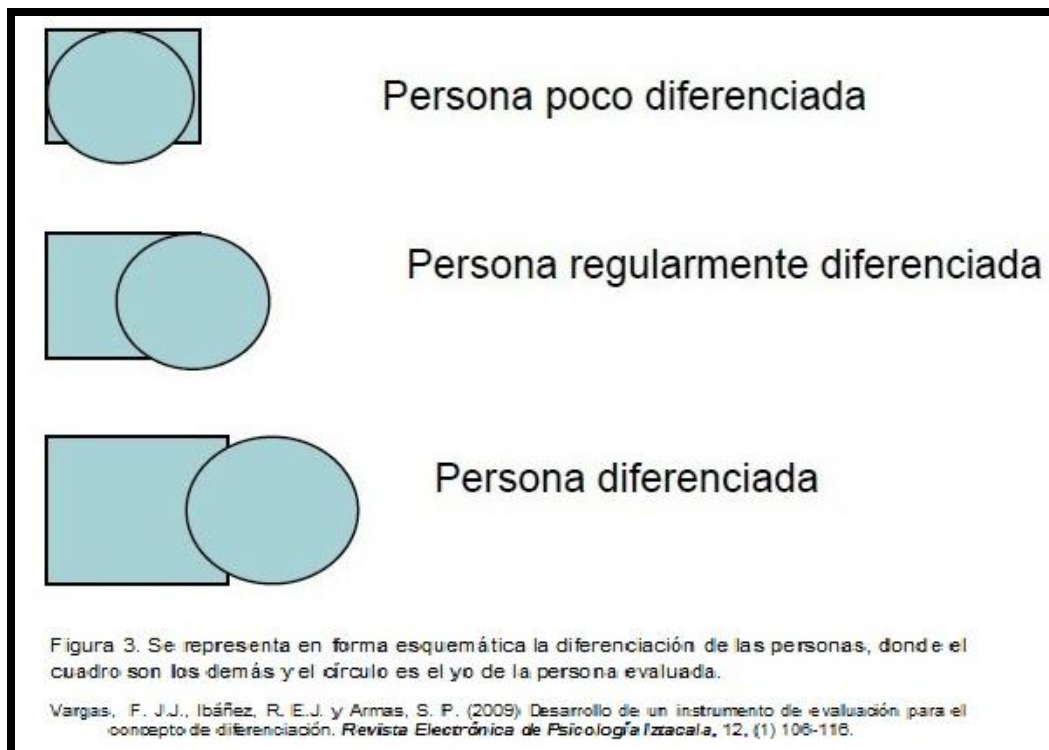 Persona poco diferenciada
Persona regularmente diferenciada
Persona diferenciada
Figura 3. Se representa en forma esquemática la diferenciación de las personas, donde el
cuadro son los demás y el círculo es el yo de la persona evaluada.
Vargas, F. J.J., Ibáñez, R. E.J. y Armas, S. P. (2009) Desarrollo de un instrumento de evaluación para el
concepto de diferenciación. Revista Electrónica de Psicología Iztacala, 12, (1) 106-116.